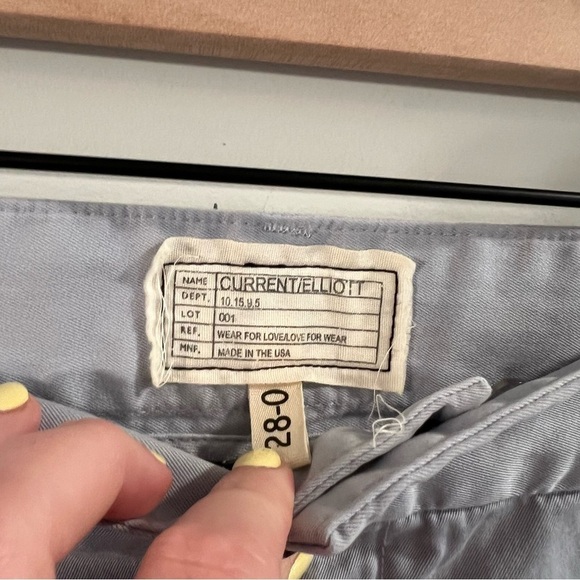 NAME CURRENT/ELLIOTT
DEPT. 10.15.9.5
LOT 001
REF. WEAR FOR LOVE/LOVE FOR WEAR
MNF. MADE IN THE USA
28-0